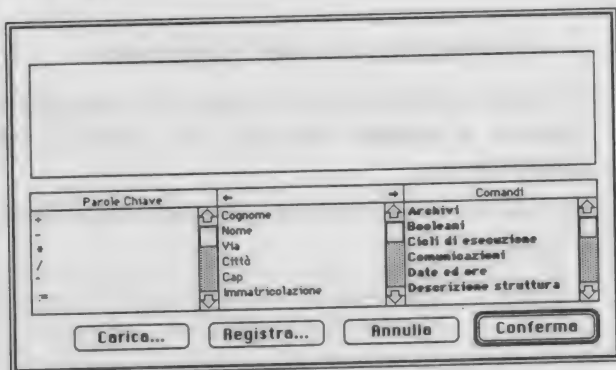 Parole Chiave
+
-
*
/
^
:=
← →
Cognome
Nome
Via
Città
Cap
Immatricolazione
Comandi
Archivi
Booleani
Cicli di esecuzione
Comunicazioni
Date ed ore
Descrizione struttura
Carica...
Registra...
Annulla
Conferma